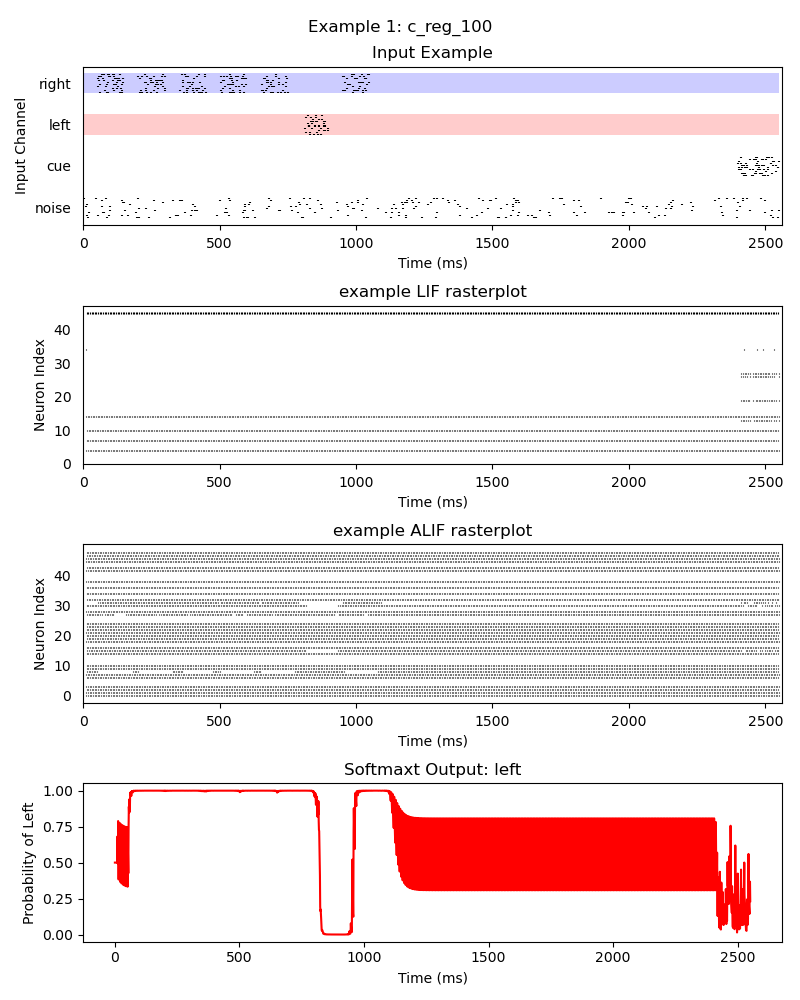 Example 1: c_reg_100
Input Example
Input Channel
right
left
cue
noise
0 500 1000 1500 2000 2500
Time (ms)
example LIF rasterplot
Neuron Index
40
30
20
10
0
0 500 1000 1500 2000 2500
Time (ms)
example ALIF rasterplot
Neuron Index
40
30
20
10
0
0 500 1000 1500 2000 2500
Time (ms)
Softmaxt Output: left
Probability of Left
1.00
0.75
0.50
0.25
0.00
0 500 1000 1500 2000 2500
Time (ms)